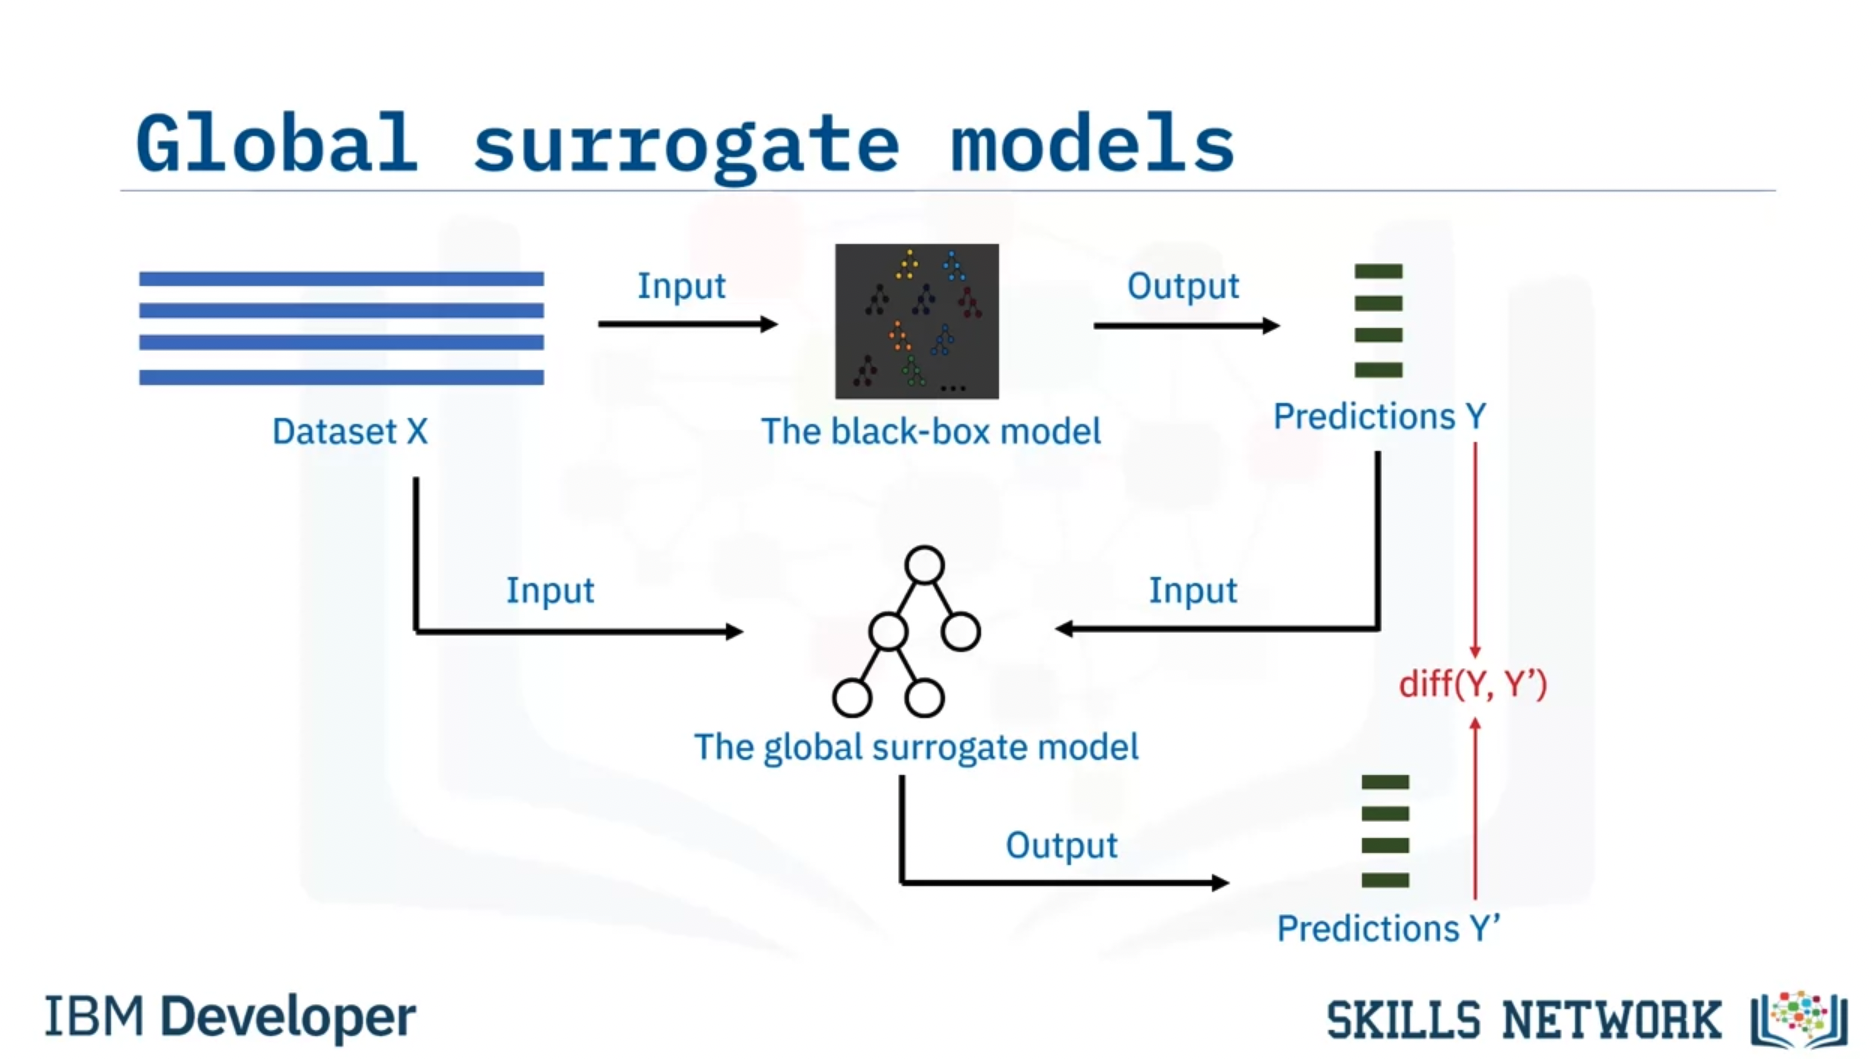 Global surrogate models
Input
Output
Dataset X
The black-box model
Predictions Y
Input
Input
diff(Y, Y’)
The global surrogate model
Output
Predictions Y’
IBM Developer
SKILLS NETWORK